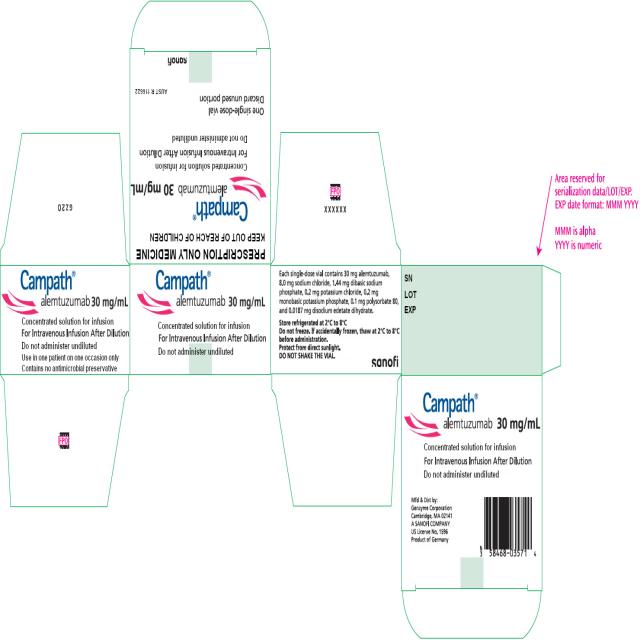 sanofi
AUST R 116622
One single-dose vial
Discard unused portion
Concentrated solution for infusion
For Intravenous Infusion After Dilution
Do not administer undiluted
Campath®
alemtuzumab 30 mg/mL
KEEP OUT OF REACH OF CHILDREN
PRESCRIPTION ONLY MEDICINE
6220
EPO
XXXXXX
Area reserved for
serialization data/LOT/EXP.
EXP date format: MMM YYYY
MMM is alpha
YYYY is numeric
Campath®
alemtuzumab 30 mg/mL
Concentrated solution for infusion
For Intravenous Infusion After Dilution
Do not administer undiluted
Use in one patient on one occasion only
Contains no antimicrobial preservative
Campath®
alemtuzumab 30 mg/mL
Concentrated solution for infusion
For Intravenous Infusion After Dilution
Do not administer undiluted
Each single-dose vial contains 30 mg alemtuzumab,
8.0 mg sodium chloride, 1.44 mg dibasic sodium
phosphate, 0.2 mg potassium chloride, 0.2 mg
monobasic potassium phosphate, 0.1 mg polysorbate 80,
and 0.0187 mg disodium edetate dihydrate.
Store refrigerated at 2°C to 8°C
Do not freeze. If accidentally frozen, thaw at 2°C to 8°C
before administration.
Protect from direct sunlight.
DO NOT SHAKE THE VIAL.
sanofi
SN
LOT
EXP
EPO
Campath®
alemtuzumab 30 mg/mL
Concentrated solution for infusion
For Intravenous Infusion After Dilution
Do not administer undiluted
Mfd & Dist by:
Genzyme Corporation
Cambridge, MA 02141
A SANOFI COMPANY
US License No. 1596
Product of Germany
3 58468-03571 4